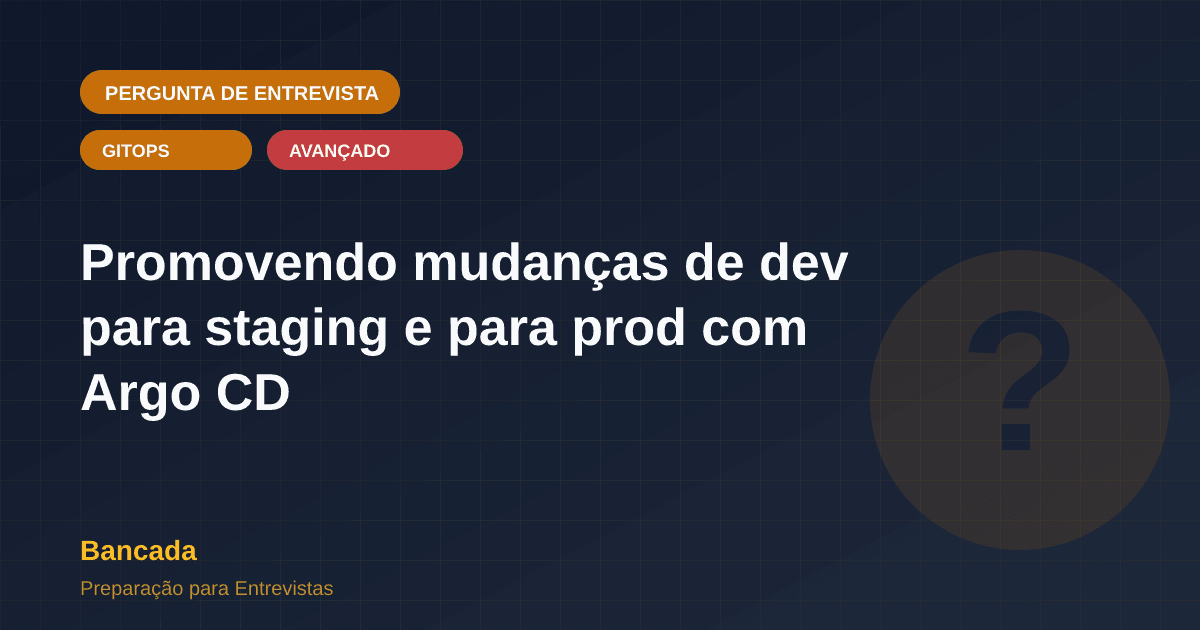 PERGUNTA DE ENTREVISTA
GITOPS
AVANÇADO
Promovendo mudanças de dev
para staging e para prod com
Argo CD
?
Bancada
Preparação para Entrevistas